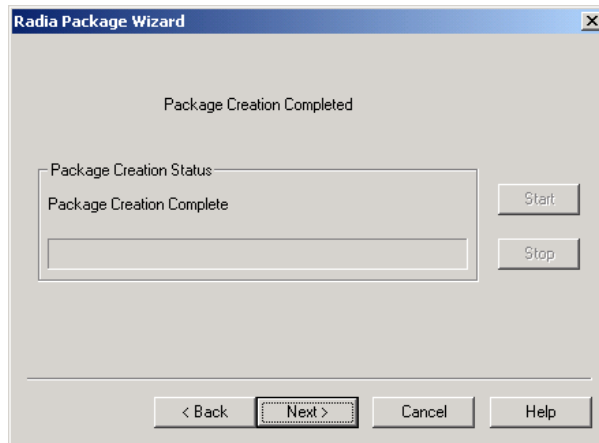 Radia Package Wizard
Package Creation Completed
Package Creation Status
Package Creation Complete
Start
Stop
< Back Next > Cancel Help